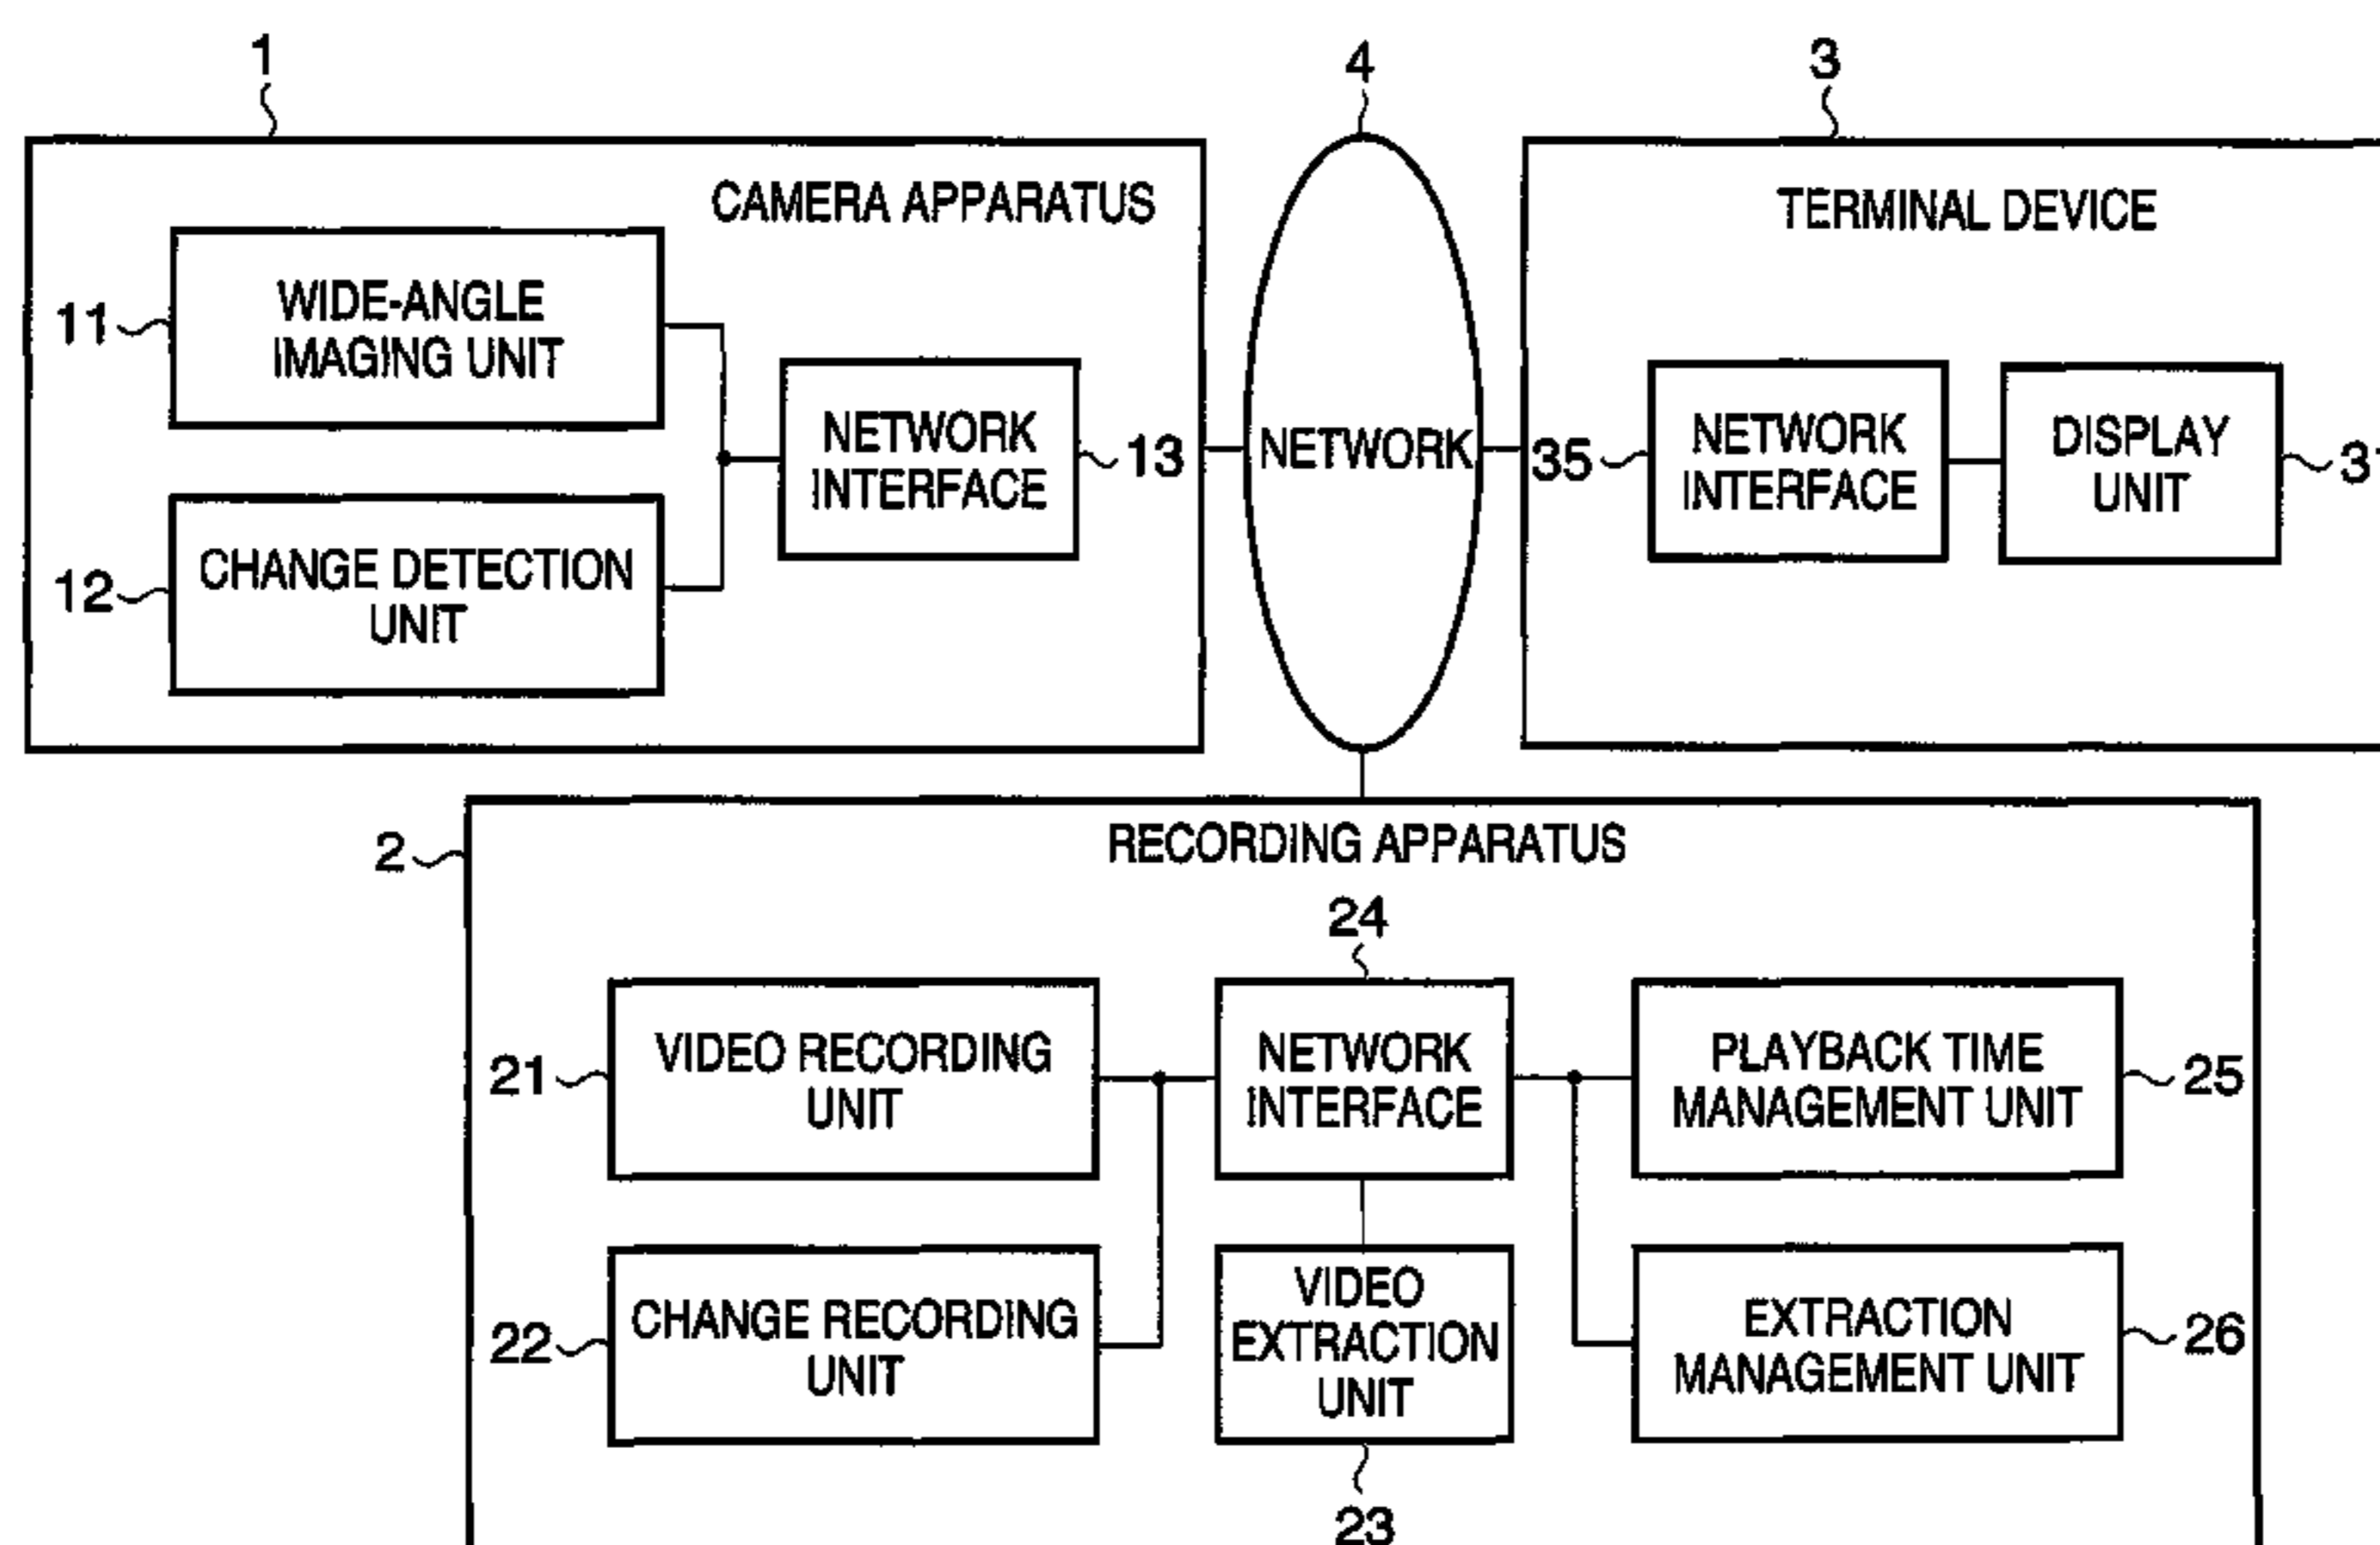 1
CAMERA APPARATUS
11
WIDE-ANGLE
IMAGING UNIT
12
CHANGE DETECTION
UNIT
NETWORK
INTERFACE
13
4
NETWORK
3
TERMINAL DEVICE
35
NETWORK
INTERFACE
DISPLAY
UNIT
2
RECORDING APPARATUS
21
VIDEO RECORDING
UNIT
22
CHANGE RECORDING
UNIT
24
NETWORK
INTERFACE
VIDEO
EXTRACTION
UNIT
23
PLAYBACK TIME
MANAGEMENT UNIT
25
EXTRACTION
MANAGEMENT UNIT
26